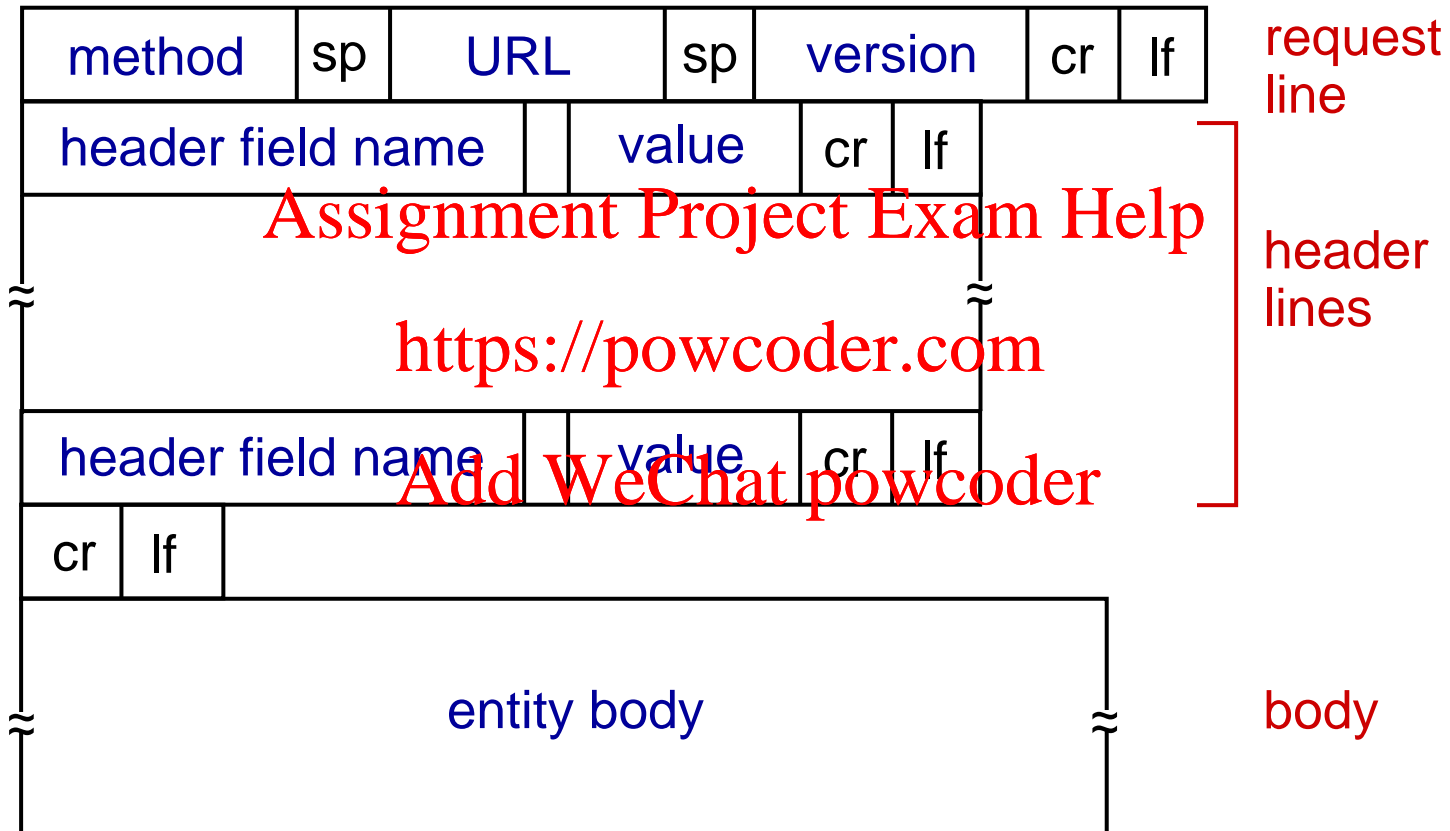 method sp URL sp version cr lf
request
line
header field name value cr lf
Assignment Project Exam Help
header
lines
≈ ≈
https://powcoder.com
header field name value cr lf
Add WeChat powcoder
cr lf
≈ entity body ≈
body